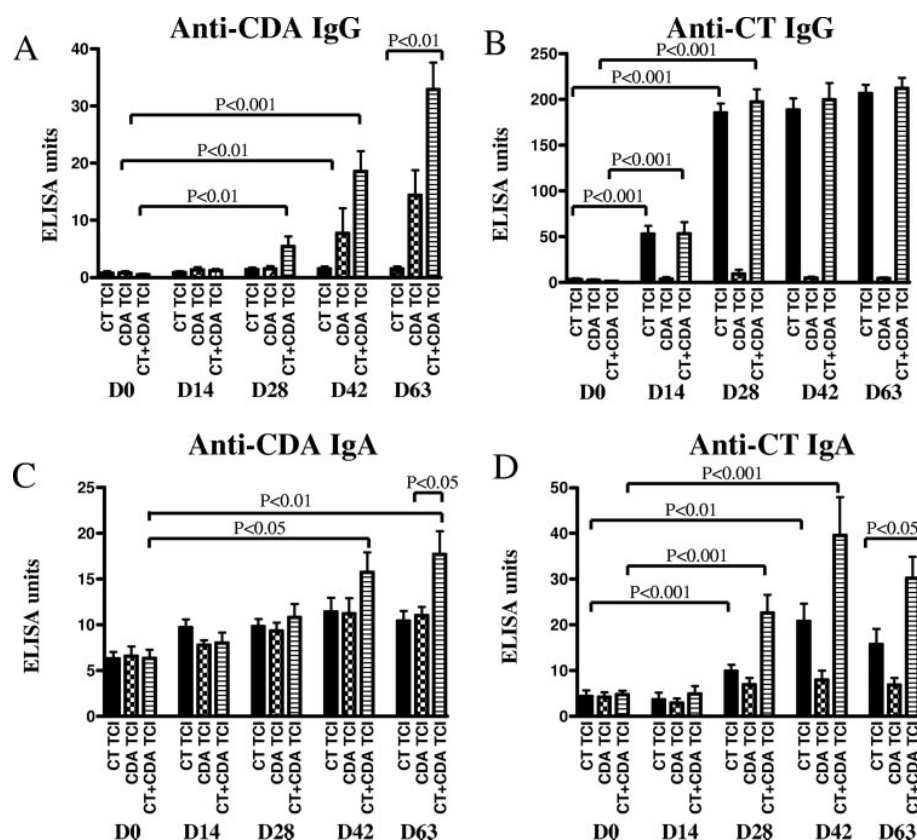 A
Anti-CDA IgG
P<0.01
P<0.001
P<0.01
P<0.01
ELISA units
40
30
20
10
0
CT TCI
CDA TCI
CT+CDA TCI
CT TCI
CDA TCI
CT+CDA TCI
CT TCI
CDA TCI
CT+CDA TCI
CT TCI
CDA TCI
CT+CDA TCI
CT TCI
CDA TCI
CT+CDA TCI
D0 D14 D28 D42 D63
B
Anti-CT IgG
P<0.001
P<0.001
P<0.001
P<0.001
ELISA units
250
200
150
100
50
0
CT TCI
CDA TCI
CT+CDA TCI
CT TCI
CDA TCI
CT+CDA TCI
CT TCI
CDA TCI
CT+CDA TCI
CT TCI
CDA TCI
CT+CDA TCI
CT TCI
CDA TCI
CT+CDA TCI
D0 D14 D28 D42 D63
C
Anti-CDA IgA
P<0.05
P<0.01
P<0.05
ELISA units
25
20
15
10
5
0
CT TCI
CDA TCI
CT+CDA TCI
CT TCI
CDA TCI
CT+CDA TCI
CT TCI
CDA TCI
CT+CDA TCI
CT TCI
CDA TCI
CT+CDA TCI
CT TCI
CDA TCI
CT+CDA TCI
D0 D14 D28 D42 D63
D
Anti-CT IgA
P<0.001
P<0.01
P<0.05
P<0.001
P<0.001
ELISA units
50
40
30
20
10
0
CT TCI
CDA TCI
CT+CDA TCI
CT TCI
CDA TCI
CT+CDA TCI
CT TCI
CDA TCI
CT+CDA TCI
CT TCI
CDA TCI
CT+CDA TCI
CT TCI
CDA TCI
CT+CDA TCI
D0 D14 D28 D42 D63